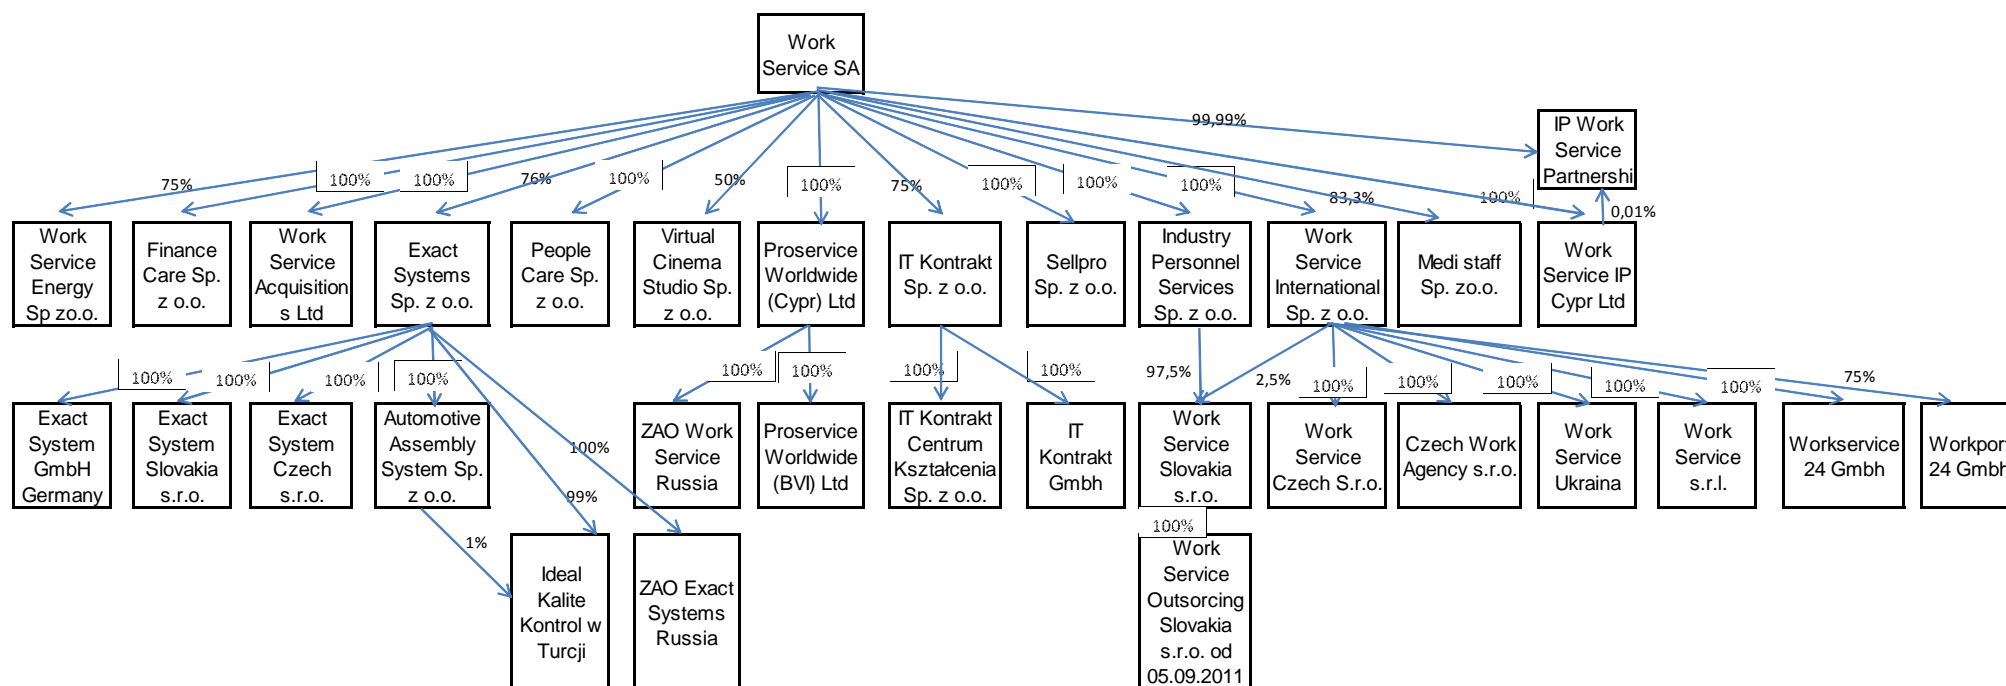 Work
Service SA
99,99%
IP Work
Service
Partnershi
75%
100%
100%
76%
100%
50%
100%
75%
100%
100%
100%
83,3%
100%
0,01%
Work
Service
Energy
Sp zo.o.
Finance
Care Sp.
z o.o.
Work
Service
Acquisition
s Ltd
Exact
Systems
Sp. z o.o.
People
Care Sp.
z o.o.
Virtual
Cinema
Studio Sp.
z o.o.
Proservice
Worldwide
(Cypr) Ltd
IT Kontrakt
Sp. z o.o.
Sellpro
Sp. z o.o.
Industry
Personnel
Services
Sp. z o.o.
Work
Service
International
Sp. z o.o.
Medi staff
Sp. zo.o.
Work
Service IP
Cypr Ltd
100%
100%
100%
100%
100%
100%
100%
100%
97,5%
2,5%
100%
100%
100%
100%
100%
75%
Exact
System
GmbH
Germany
Exact
System
Slovakia
s.r.o.
Exact
System
Czech
s.r.o.
Automotive
Assembly
System Sp.
z o.o.
100%
99%
1%
ZAO Work
Service
Russia
Proservice
Worldwide
(BVI) Ltd
IT Kontrakt
Centrum
Kształcenia
Sp. z o.o.
IT
Kontrakt
Gmbh
Work
Service
Slovakia
s.r.o.
Work
Service
Czech S.r.o.
Czech Work
Agency s.r.o.
Work
Service
Ukraina
Work
Service
s.r.l.
Workservice
24 Gmbh
Workport
24 Gmbh
100%
Ideal
Kalite
Kontrol w
Turcji
ZAO Exact
Systems
Russia
Work
Service
Outsorcing
Slovakia
s.r.o. od
05.09.2011